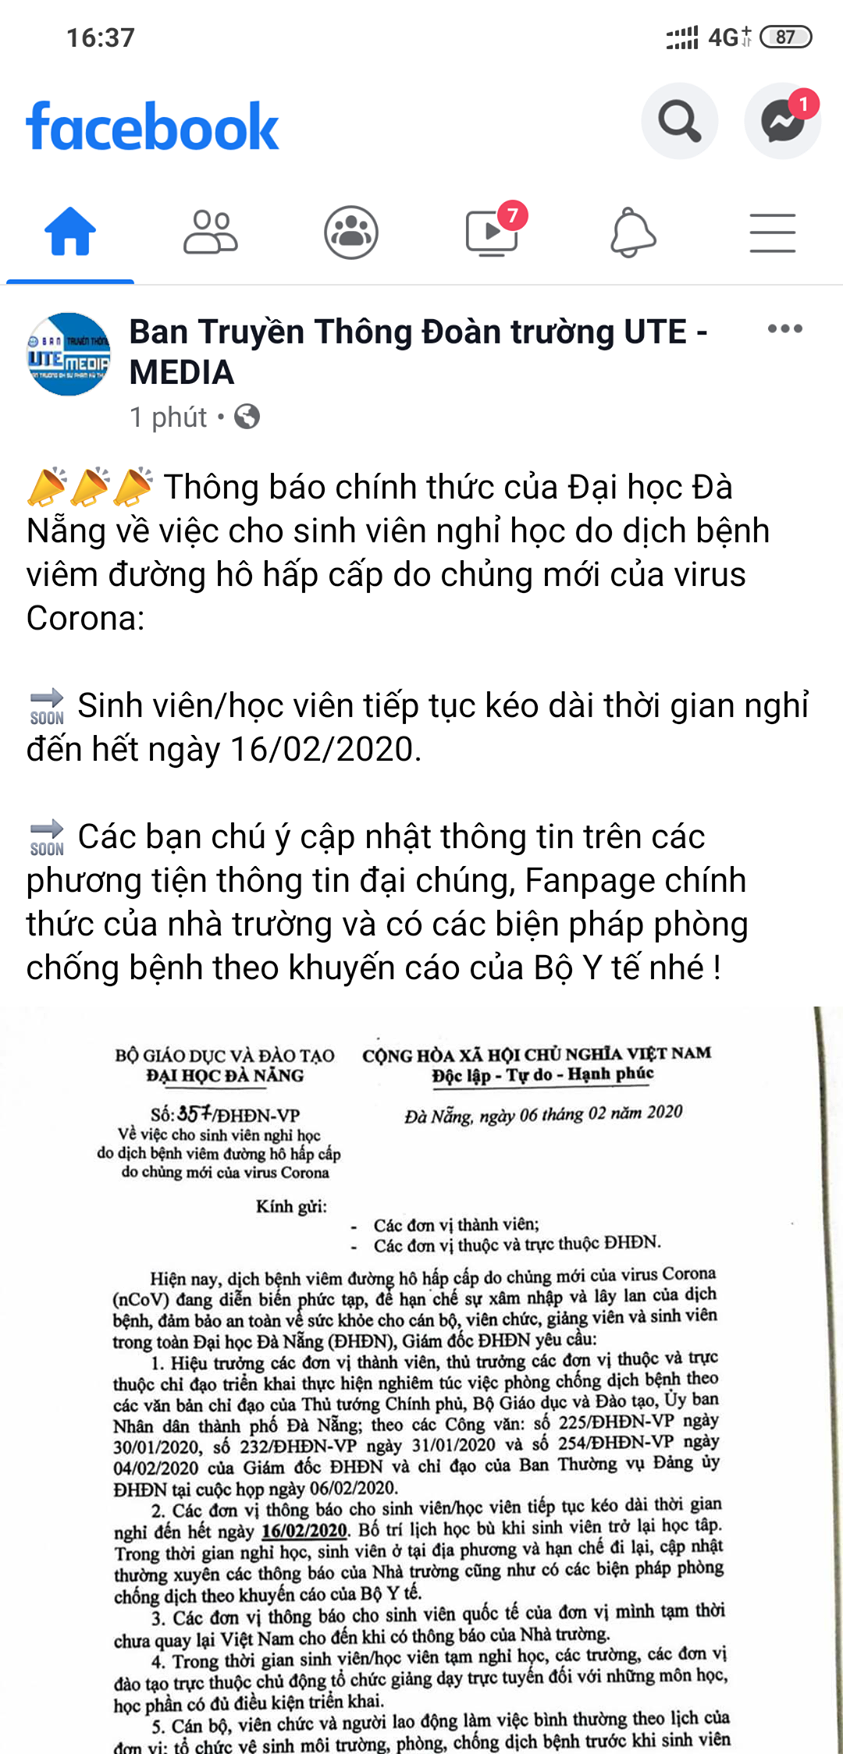 16:37
4G+ 87
facebook
1
7
BAN TRUYỀN THÔNG
UTE MEDIA
Ban Truyền Thông Đoàn trường UTE -
MEDIA
1 phút •
Thông báo chính thức của Đại học Đà
Nẵng về việc cho sinh viên nghỉ học do dịch bệnh
viêm đường hô hấp cấp do chủng mới của virus
Corona:
SOON Sinh viên/học viên tiếp tục kéo dài thời gian nghỉ
đến hết ngày 16/02/2020.
SOON Các bạn chú ý cập nhật thông tin trên các
phương tiện thông tin đại chúng, Fanpage chính
thức của nhà trường và có các biện pháp phòng
chống bệnh theo khuyến cáo của Bộ Y tế nhé !
BỘ GIÁO DỤC VÀ ĐÀO TẠO CỘNG HÒA XÃ HỘI CHỦ NGHĨA VIỆT NAM
ĐẠI HỌC ĐÀ NẴNG Độc lập - Tự do - Hạnh phúc
Số:357/ĐHĐN-VP Đà Nẵng, ngày 06 tháng 02 năm 2020
Về việc cho sinh viên nghỉ học
do dịch bệnh viêm đường hô hấp cấp
do chủng mới của virus Corona
Kính gửi:
- Các đơn vị thành viên;
- Các đơn vị thuộc và trực thuộc ĐHĐN.
Hiện nay, dịch bệnh viêm đường hô hấp cấp do chủng mới của virus Corona
(nCoV) đang diễn biến phức tạp, để hạn chế sự xâm nhập và lây lan của dịch
bệnh, đảm bảo an toàn về sức khỏe cho cán bộ, viên chức, giảng viên và sinh viên
trong toàn Đại học Đà Nẵng (ĐHĐN), Giám đốc ĐHĐN yêu cầu:
1. Hiệu trưởng các đơn vị thành viên, thủ trưởng các đơn vị thuộc và trực
thuộc chỉ đạo triển khai thực hiện nghiêm túc việc phòng chống dịch bệnh theo
các văn bản chỉ đạo của Thủ tướng Chính phủ, Bộ Giáo dục và Đào tạo, Ủy ban
Nhân dân thành phố Đà Nẵng; theo các Công văn: số 225/ĐHĐN-VP ngày
30/01/2020, số 232/ĐHĐN-VP ngày 31/01/2020 và số 254/ĐHĐN-VP ngày
04/02/2020 của Giám đốc ĐHĐN và chỉ đạo của Ban Thường vụ Đảng ủy
ĐHĐN tại cuộc họp ngày 06/02/2020.
2. Các đơn vị thông báo cho sinh viên/học viên tiếp tục kéo dài thời gian
nghỉ đến hết ngày 16/02/2020. Bố trí lịch học bù khi sinh viên trở lại học tập.
Trong thời gian nghỉ học, sinh viên ở tại địa phương và hạn chế đi lại, cập nhật
thường xuyên các thông báo của Nhà trường cũng như có các biện pháp phòng
chống dịch theo khuyến cáo của Bộ Y tế.
3. Các đơn vị thông báo cho sinh viên quốc tế của đơn vị mình tạm thời
chưa quay lại Việt Nam cho đến khi có thông báo của Nhà trường.
4. Trong thời gian sinh viên/học viên tạm nghỉ học, các trường, các đơn vị
đào tạo trực thuộc chủ động tổ chức giảng dạy trực tuyến đối với những môn học,
học phần có đủ điều kiện triển khai.
5. Cán bộ, viên chức và người lao động làm việc bình thường theo lịch của
đơn vị; tổ chức vệ sinh môi trường, phòng, chống dịch bệnh trước khi sinh viên